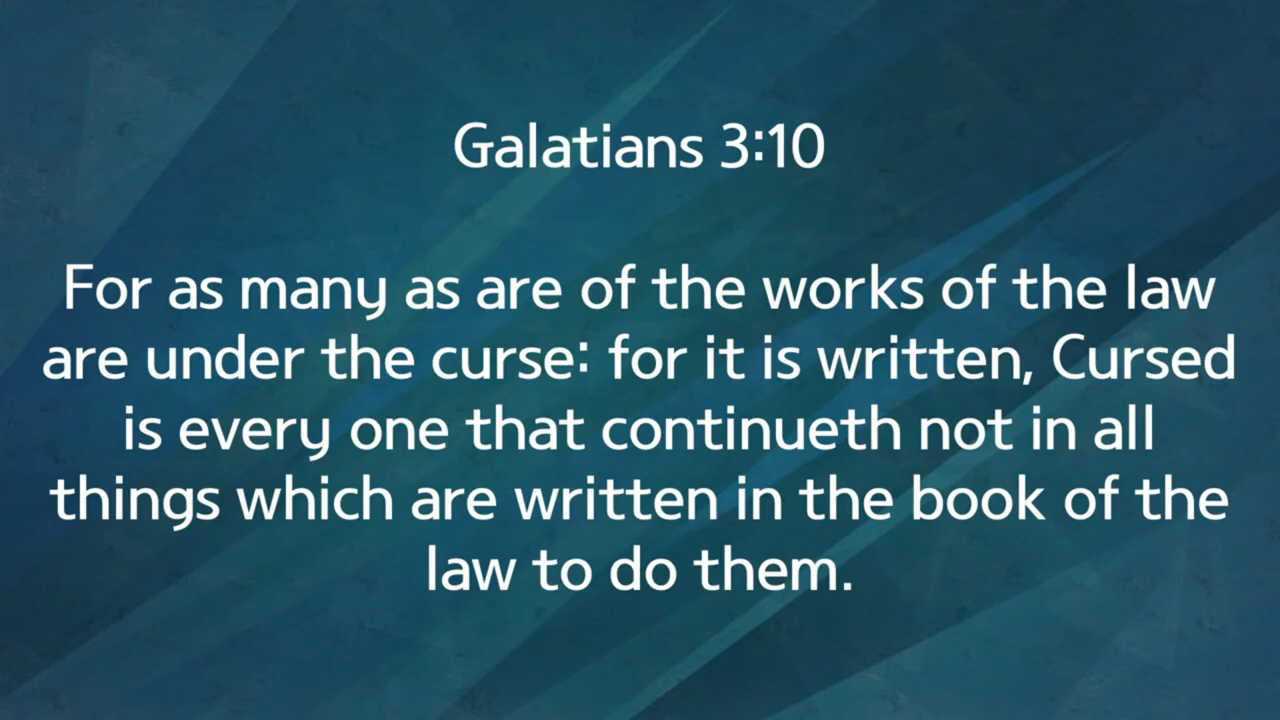 Galatians 3:10
For as many as are of the works of the law
are under the curse: for it is written, Cursed
is every one that continueth not in all
things which are written in the book of the
law to do them.